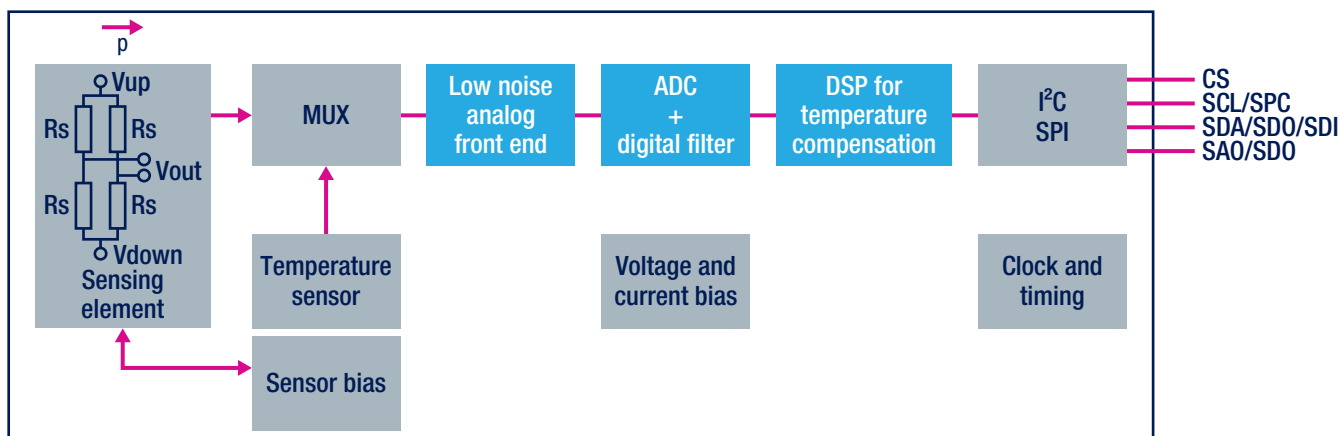 p
Vup
Rs
Rs
Vout
Rs
Rs
Vdown
Sensing
element
MUX
Low noise
analog
front end
ADC
+
digital filter
DSP for
temperature
compensation
I²C
SPI
CS
SCL/SPC
SDA/SDO/SDI
SAO/SDO
Temperature
sensor
Voltage and
current bias
Clock and
timing
Sensor bias